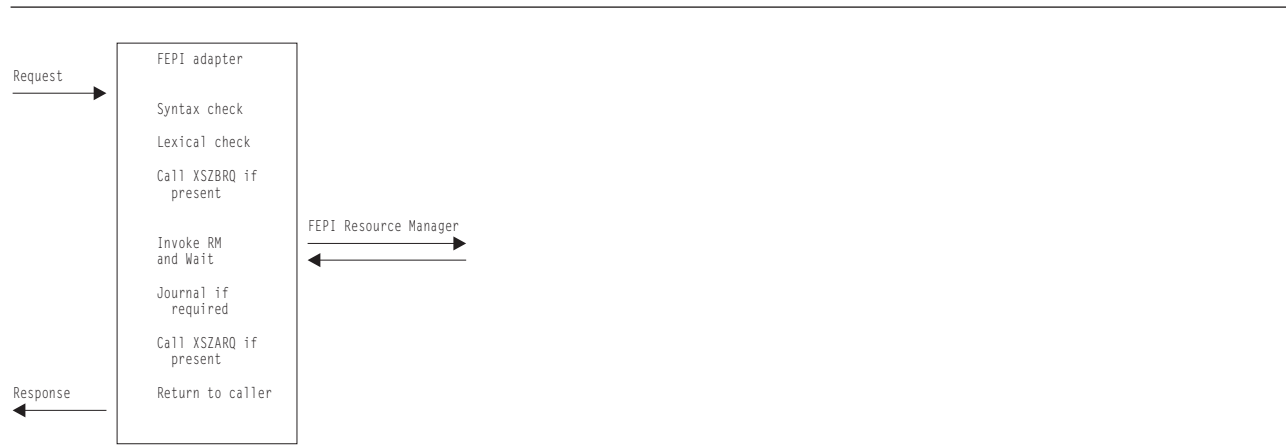 FEPI adapter
Request
Syntax check
Lexical check
Call XSZBRQ if
present
FEPI Resource Manager
Invoke RM
and Wait
Journal if
required
Call XSZARQ if
present
Response
Return to caller